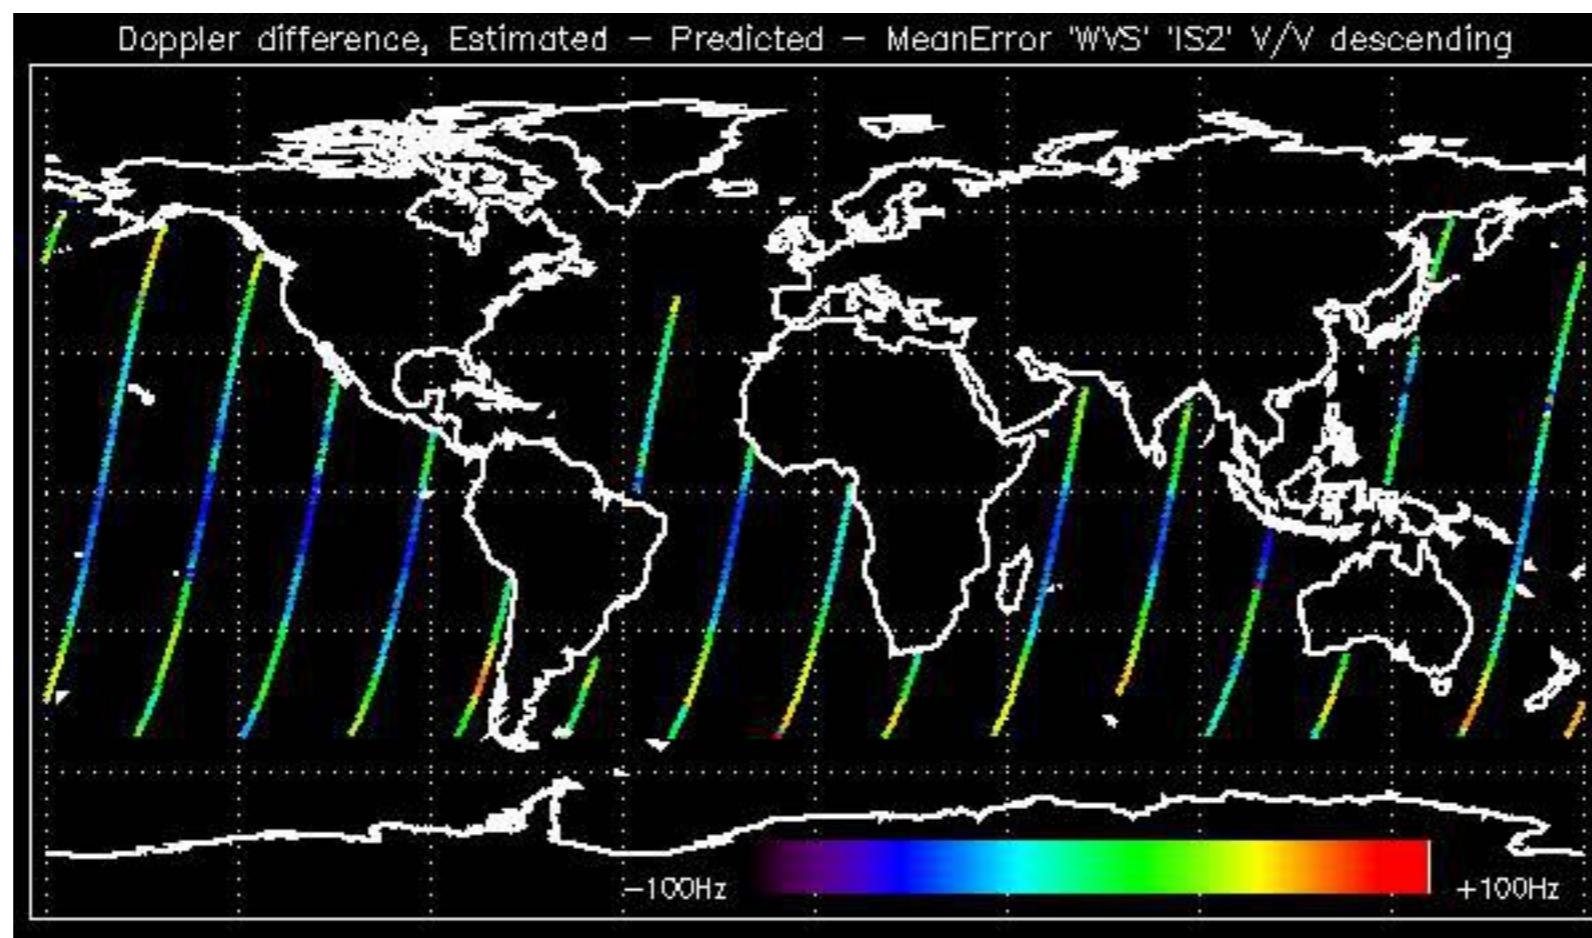 Doppler difference, Estimated – Predicted – MeanError 'WVS' 'IS2' V/V descending
–100Hz +100Hz